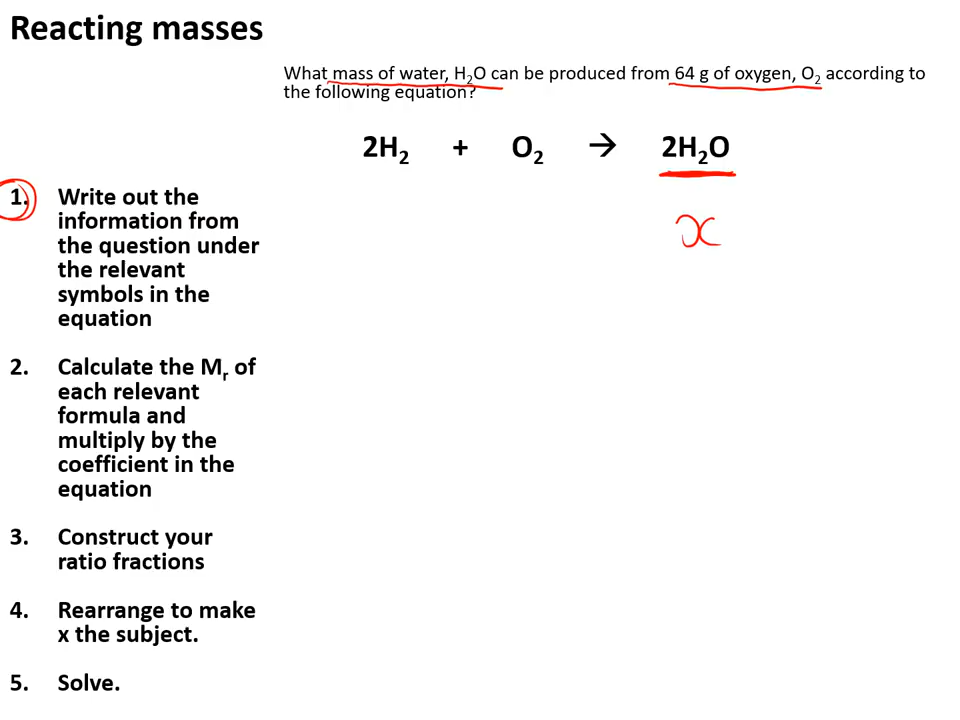 Reacting masses
What mass of water, H₂O can be produced from 64 g of oxygen, O₂ according to
the following equation?
2H₂ + O₂ → 2H₂O
x
1. Write out the
information from
the question under
the relevant
symbols in the
equation
2. Calculate the Mᵣ of
each relevant
formula and
multiply by the
coefficient in the
equation
3. Construct your
ratio fractions
4. Rearrange to make
x the subject.
5. Solve.